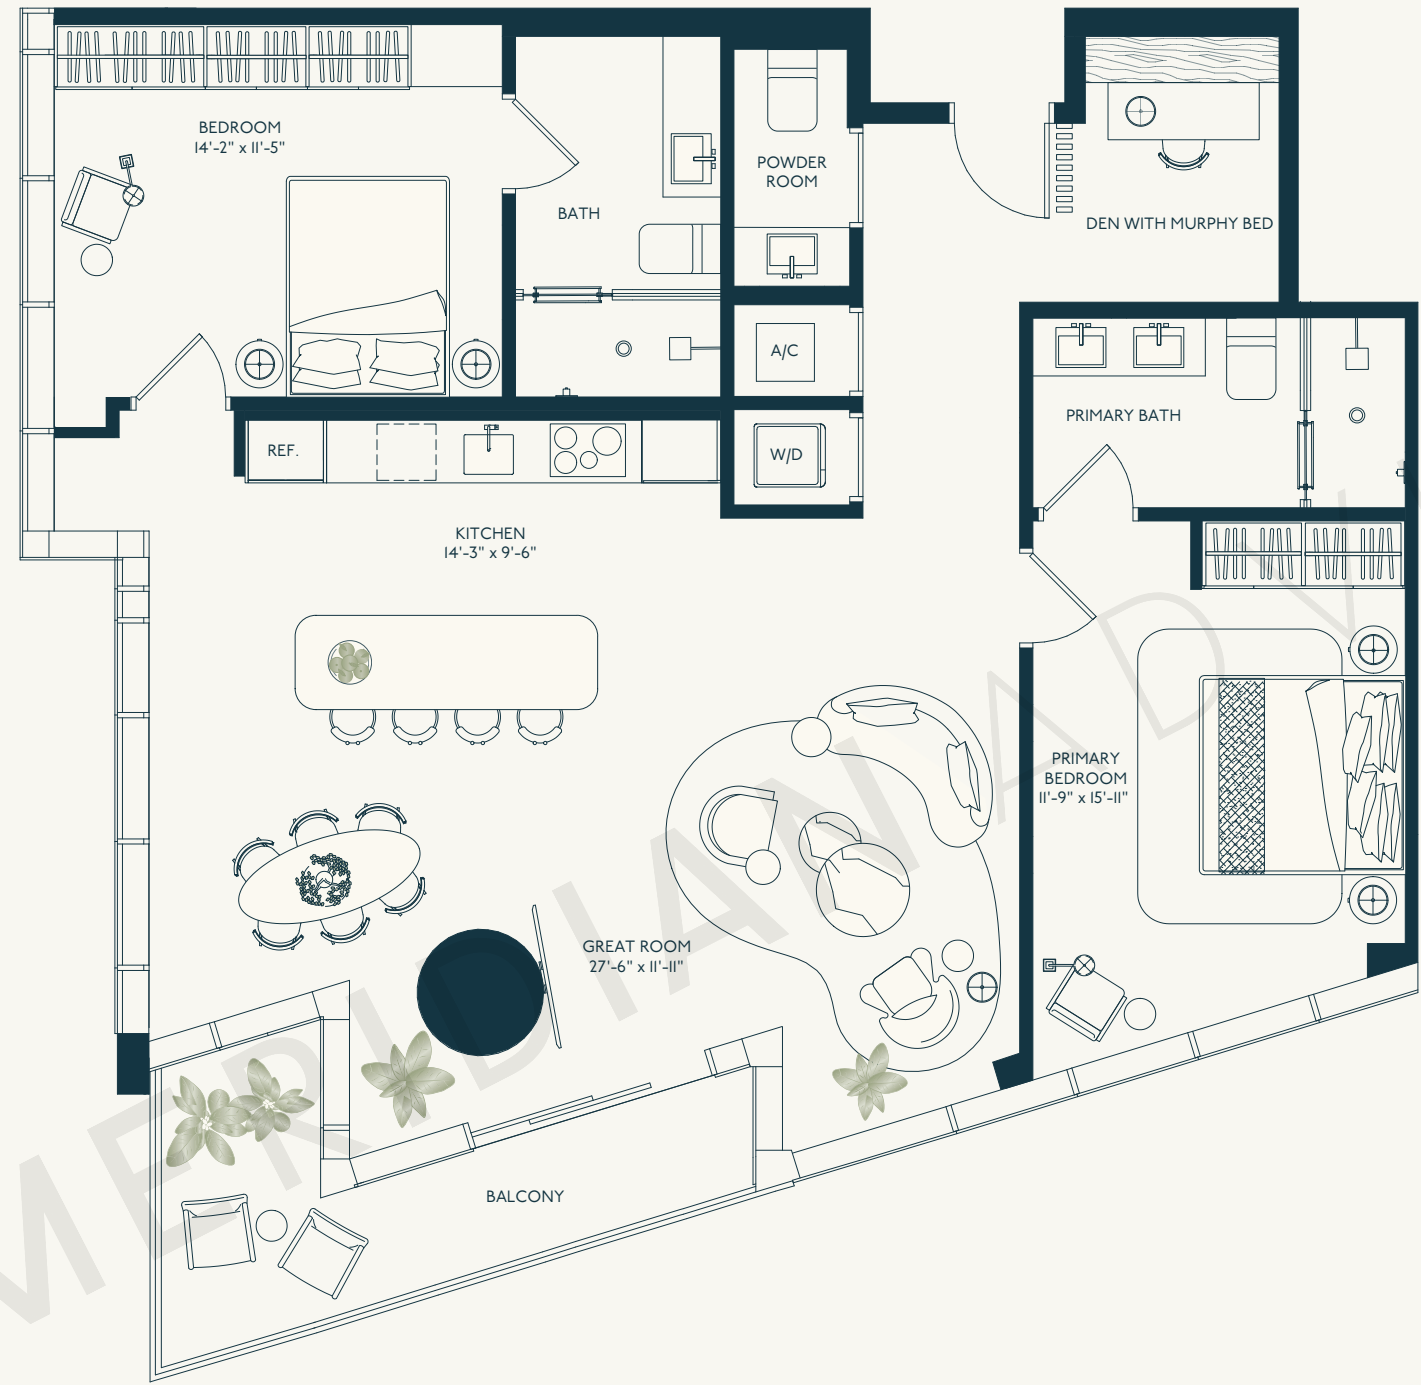 BEDROOM
14'-2" x 11'-5"
BATH
POWDER
ROOM
DEN WITH MURPHY BED
A/C
PRIMARY BATH
REF.
W/D
KITCHEN
14'-3" x 9'-6"
PRIMARY
BEDROOM
11'-9" x 15'-11"
GREAT ROOM
27'-6" x 11'-11"
BALCONY
MERIDIAN ADV